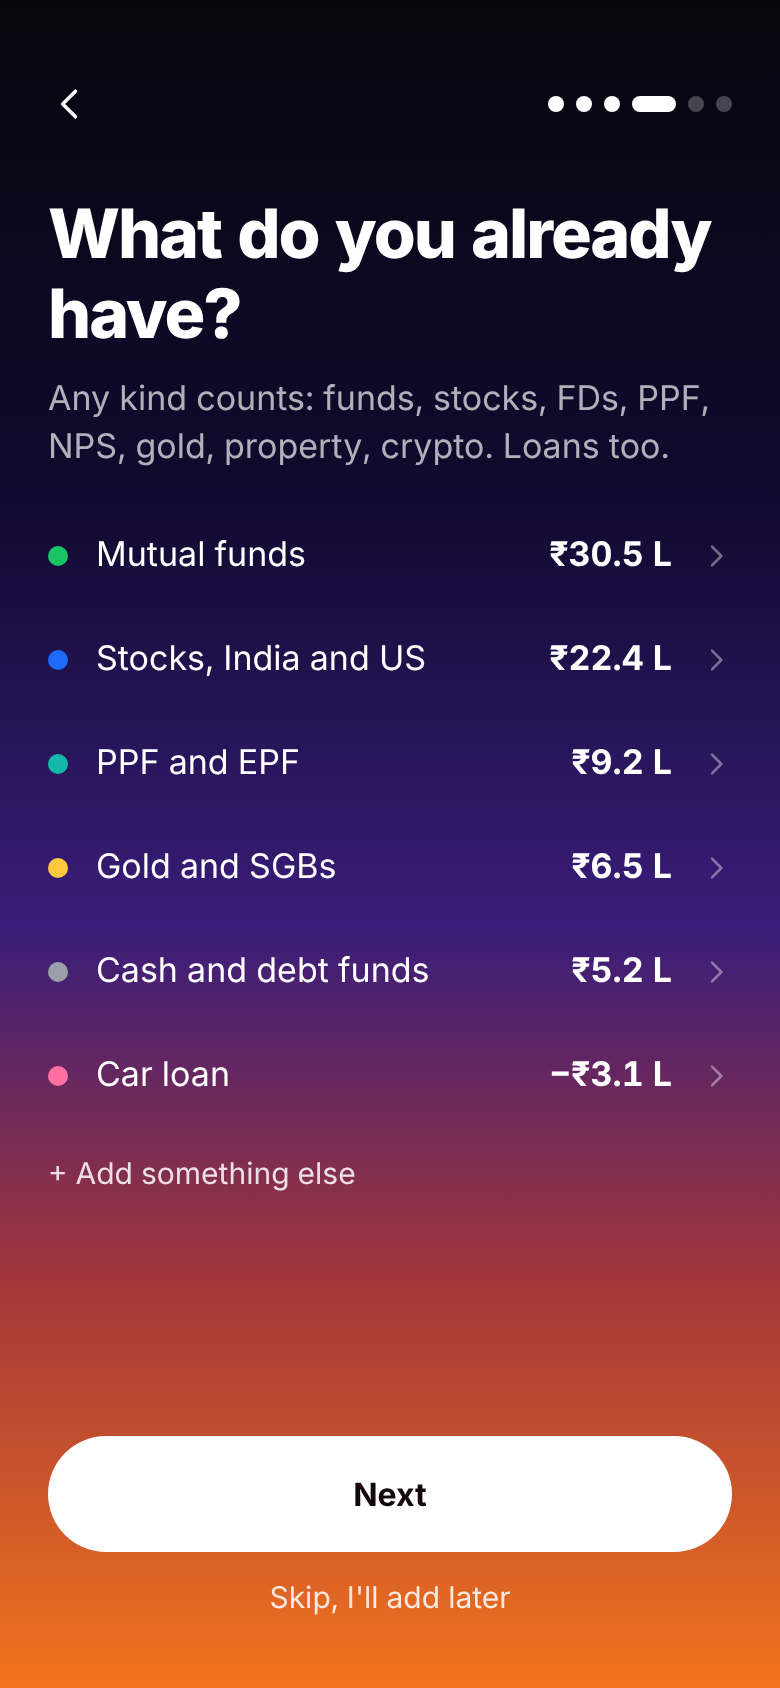 What do you already
have?
Any kind counts: funds, stocks, FDs, PPF,
NPS, gold, property, crypto. Loans too.
Mutual funds ₹30.5 L
Stocks, India and US ₹22.4 L
PPF and EPF ₹9.2 L
Gold and SGBs ₹6.5 L
Cash and debt funds ₹5.2 L
Car loan −₹3.1 L
+ Add something else
Next
Skip, I'll add later